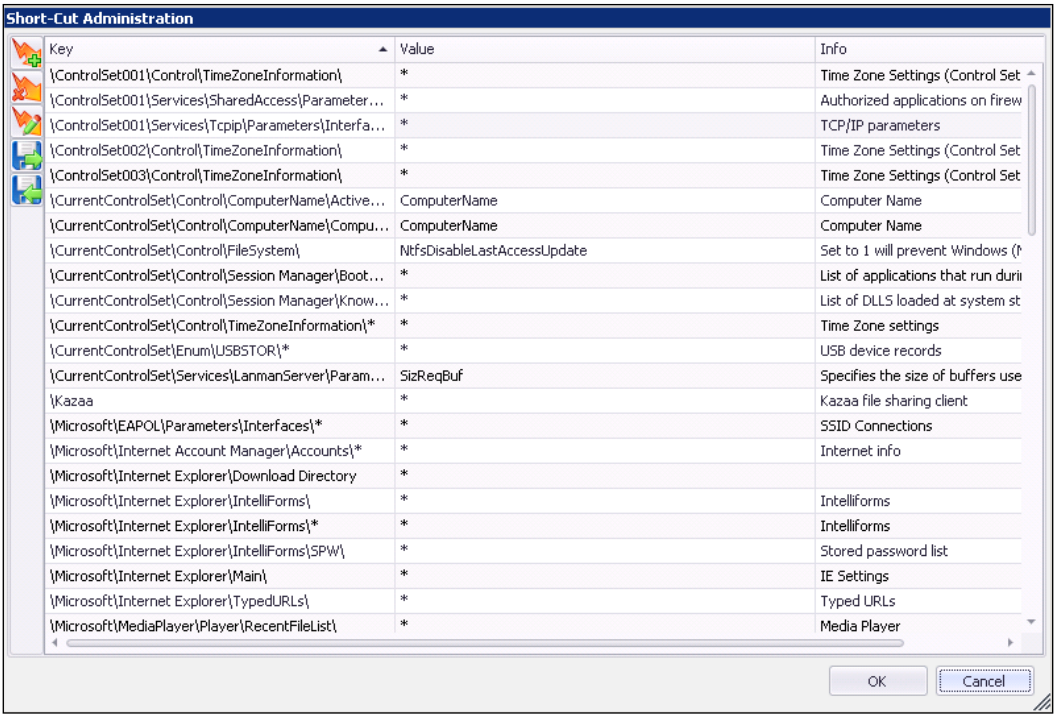 Short-Cut Administration
Key Value Info
\ControlSet001\Control\TimeZoneInformation\ * Time Zone Settings (Control Set
\ControlSet001\Services\SharedAccess\Parameter... * Authorized applications on firew
\ControlSet001\Services\Tcpip\Parameters\Interfa... * TCP/IP parameters
\ControlSet002\Control\TimeZoneInformation\ * Time Zone Settings (Control Set
\ControlSet003\Control\TimeZoneInformation\ * Time Zone Settings (Control Set
\CurrentControlSet\Control\ComputerName\Active... ComputerName Computer Name
\CurrentControlSet\Control\ComputerName\Compu... ComputerName Computer Name
\CurrentControlSet\Control\FileSystem\ NtfsDisableLastAccessUpdate Set to 1 will prevent Windows (N
\CurrentControlSet\Control\Session Manager\Boot... * List of applications that run duri
\CurrentControlSet\Control\Session Manager\Know... * List of DLLS loaded at system st
\CurrentControlSet\Control\TimeZoneInformation\* * Time Zone settings
\CurrentControlSet\Enum\USBSTOR\* * USB device records
\CurrentControlSet\Services\LanmanServer\Param... SizReqBuf Specifies the size of buffers use
\Kazaa * Kazaa file sharing client
\Microsoft\EAPOL\Parameters\Interfaces\* * SSID Connections
\Microsoft\Internet Account Manager\Accounts\* * Internet info
\Microsoft\Internet Explorer\Download Directory *
\Microsoft\Internet Explorer\IntelliForms\ * Intelliforms
\Microsoft\Internet Explorer\IntelliForms\* * Intelliforms
\Microsoft\Internet Explorer\IntelliForms\SPW\ * Stored password list
\Microsoft\Internet Explorer\Main\ * IE Settings
\Microsoft\Internet Explorer\TypedURLs\ * Typed URLs
\Microsoft\MediaPlayer\Player\RecentFileList\ * Media Player
OK Cancel